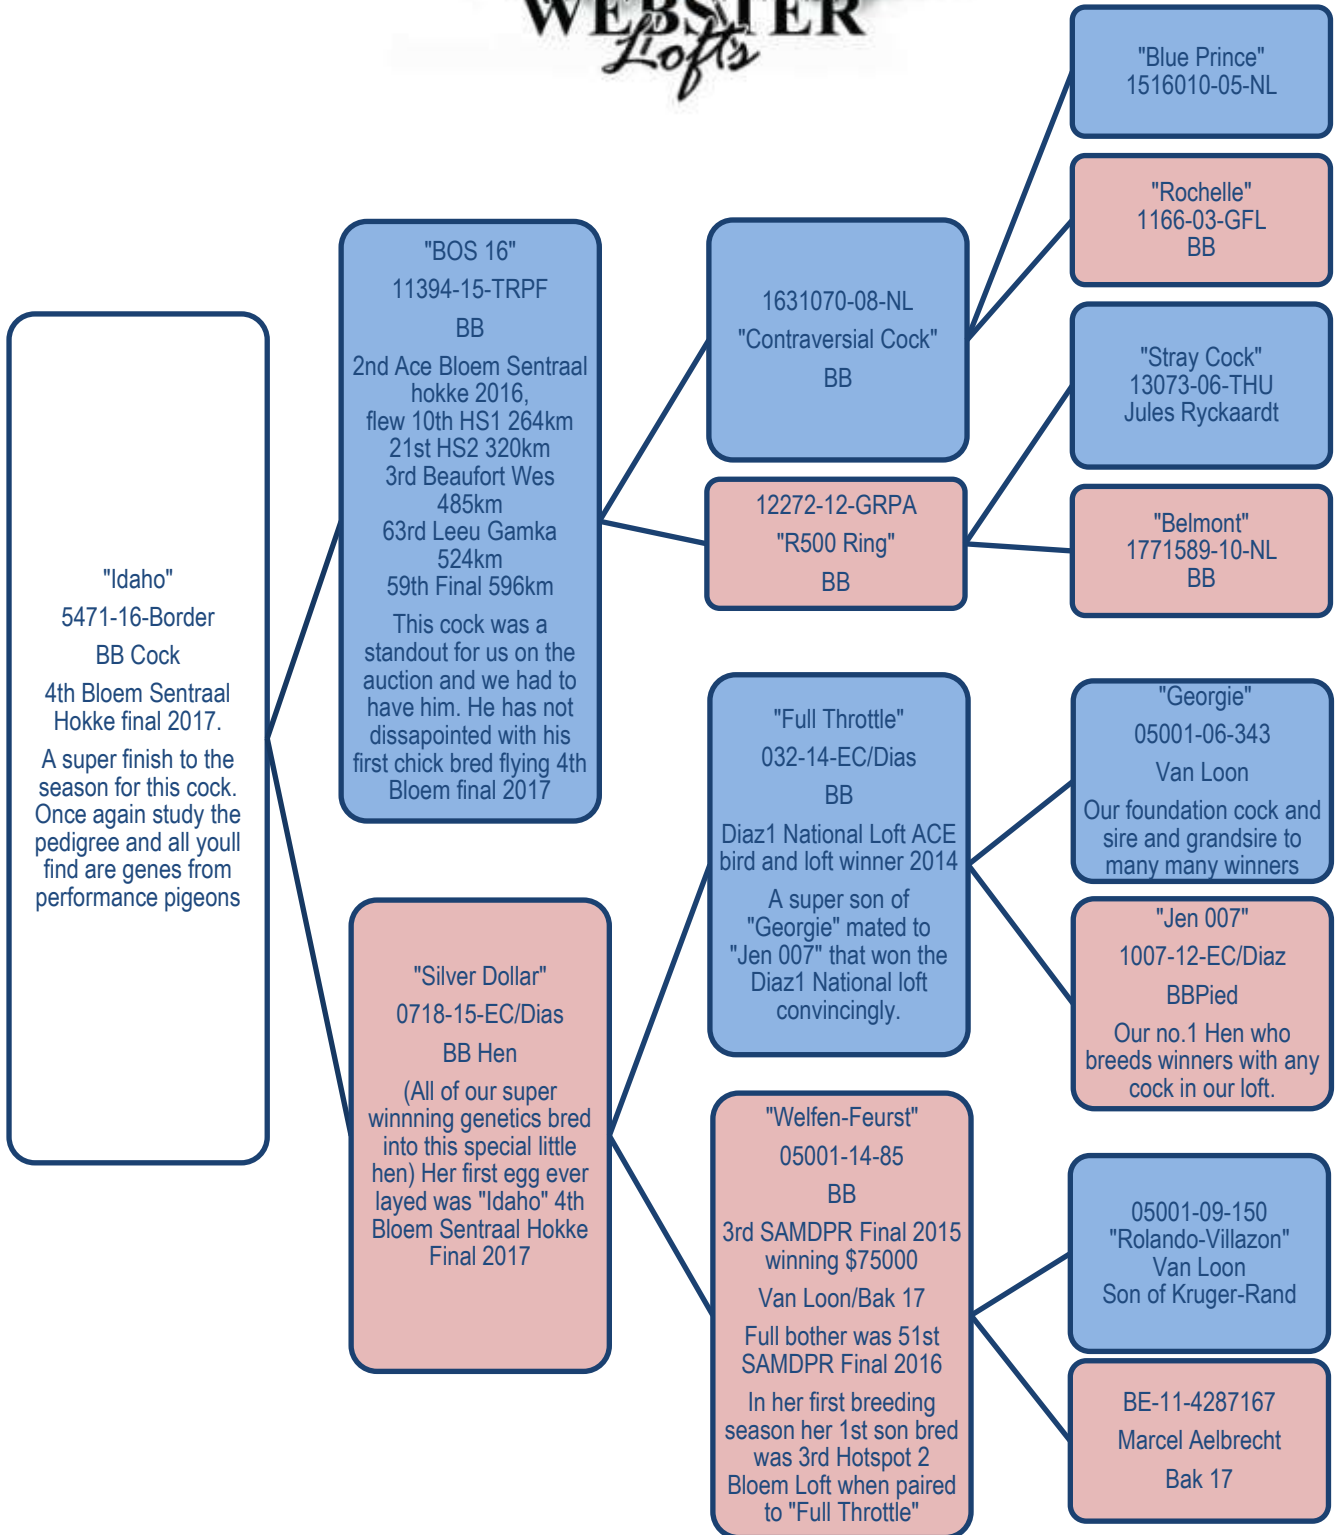 WEBSTER
Lofts
"Idaho"
5471-16-Border
BB Cock
4th Bloem Sentraal
Hokke final 2017.
A super finish to the
season for this cock.
Once again study the
pedigree and all youll
find are genes from
performance pigeons
"BOS 16"
11394-15-TRPF
BB
2nd Ace Bloem Sentraal
hokke 2016,
flew 10th HS1 264km
21st HS2 320km
3rd Beaufort Wes
485km
63rd Leeu Gamka
524km
59th Final 596km
This cock was a
standout for us on the
auction and we had to
have him. He has not
dissapointed with his
first chick bred flying 4th
Bloem final 2017
"Silver Dollar"
0718-15-EC/Dias
BB Hen
(All of our super
winnning genetics bred
into this special little
hen) Her first egg ever
layed was "Idaho" 4th
Bloem Sentraal Hokke
Final 2017
1631070-08-NL
"Contraversial Cock"
BB
12272-12-GRPA
"R500 Ring"
BB
"Full Throttle"
032-14-EC/Dias
BB
Diaz1 National Loft ACE
bird and loft winner 2014
A super son of
"Georgie" mated to
"Jen 007" that won the
Diaz1 National loft
convincingly.
"Welfen-Feurst"
05001-14-85
BB
3rd SAMDPR Final 2015
winning $75000
Van Loon/Bak 17
Full bother was 51st
SAMDPR Final 2016
In her first breeding
season her 1st son bred
was 3rd Hotspot 2
Bloem Loft when paired
to "Full Throttle"
"Blue Prince"
1516010-05-NL
"Rochelle"
1166-03-GFL
BB
"Stray Cock"
13073-06-THU
Jules Ryckaardt
"Belmont"
1771589-10-NL
BB
"Georgie"
05001-06-343
Van Loon
Our foundation cock and
sire and grandsire to
many many winners
"Jen 007"
1007-12-EC/Diaz
BBPied
Our no.1 Hen who
breeds winners with any
cock in our loft.
05001-09-150
"Rolando-Villazon"
Van Loon
Son of Kruger-Rand
BE-11-4287167
Marcel Aelbrecht
Bak 17